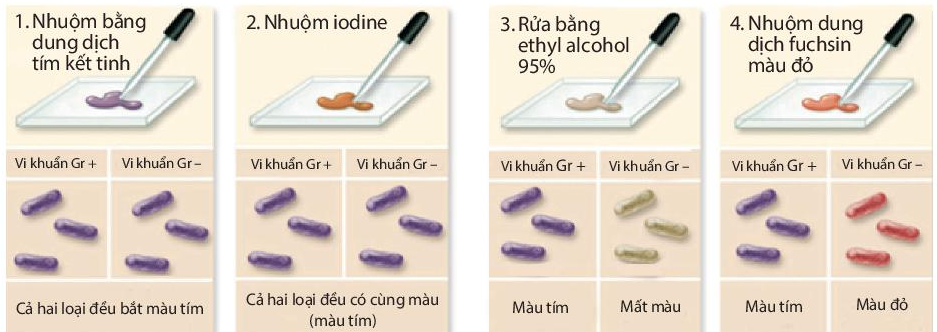 1. Nhuộm bằng
dung dịch
tím kết tinh
Vi khuẩn Gr +
Vi khuẩn Gr –
Cả hai loại đều bắt màu tím
2. Nhuộm iodine
Vi khuẩn Gr +
Vi khuẩn Gr –
Cả hai loại đều có cùng màu
(màu tím)
3. Rửa bằng
ethyl alcohol
95%
Vi khuẩn Gr +
Vi khuẩn Gr –
Màu tím
Mất màu
4. Nhuộm dung
dịch fuchsin
màu đỏ
Vi khuẩn Gr +
Vi khuẩn Gr –
Màu tím
Màu đỏ